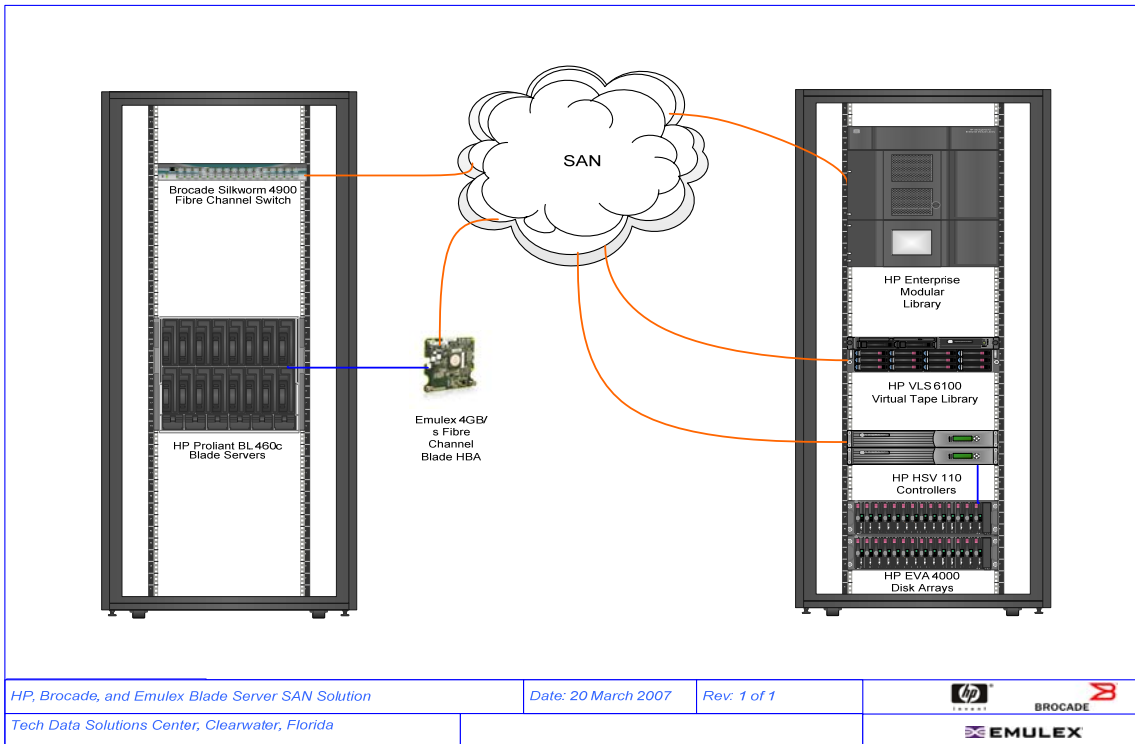 SAN
Brocade Silkworm 4900
Fibre Channel Switch
HP Proliant BL 460c
Blade Servers
Emulex 4GB/
s Fibre
Channel
Blade HBA
HP Enterprise
Modular
Library
HP VLS 6100
Virtual Tape Library
HP HSV 110
Controllers
HP EVA 4000
Disk Arrays
HP, Brocade, and Emulex Blade Server SAN Solution
Date: 20 March 2007
Rev: 1 of 1
Tech Data Solutions Center, Clearwater, Florida
hp
invent
BROCADE
EMULEX